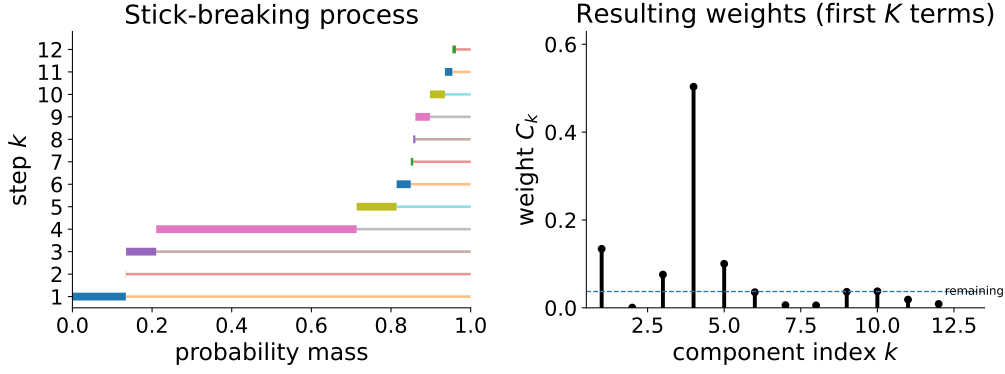 Stick-breaking process
12
11
10
9
8
7
6
5
4
3
2
1
step k
0.0 0.2 0.4 0.6 0.8 1.0
probability mass
Resulting weights (first K terms)
0.6
0.4
0.2
0.0
weight Cₖ
remaining
2.5 5.0 7.5 10.0 12.5
component index k